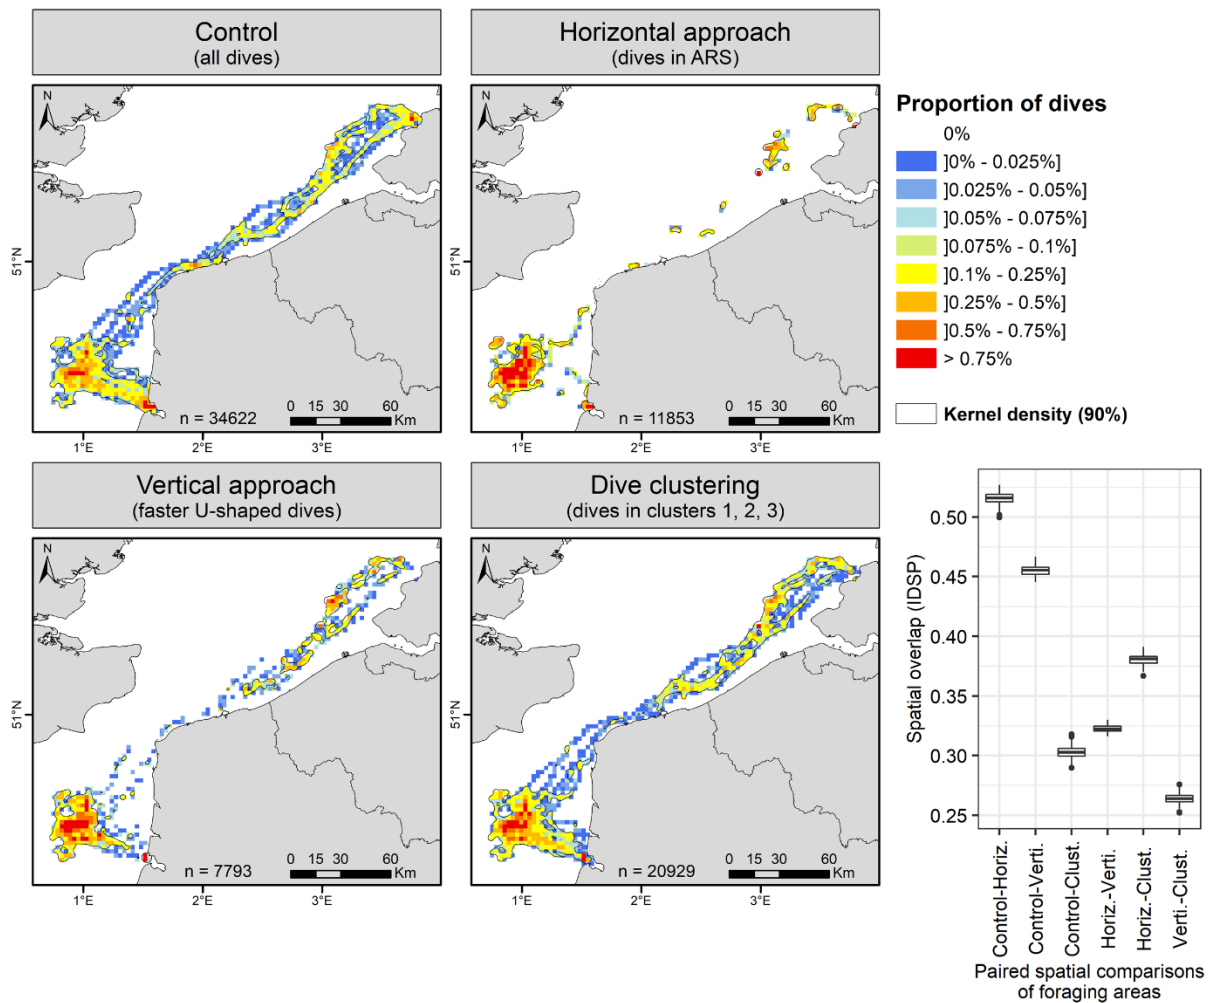 Control
(all dives)
Horizontal approach
(dives in ARS)
N
51°N
n = 34622
0 15 30 60
Km
1°E 2°E 3°E
N
51°N
n = 11853
0 15 30 60
Km
1°E 2°E 3°E
Proportion of dives
0%
]0% - 0.025%]
]0.025% - 0.05%]
]0.05% - 0.075%]
]0.075% - 0.1%]
]0.1% - 0.25%]
]0.25% - 0.5%]
]0.5% - 0.75%]
> 0.75%
Kernel density (90%)
Vertical approach
(faster U-shaped dives)
Dive clustering
(dives in clusters 1, 2, 3)
N
51°N
n = 7793
0 15 30 60
Km
1°E 2°E 3°E
N
51°N
n = 20929
0 15 30 60
Km
1°E 2°E 3°E
Spatial overlap (IDSP)
0.50
0.45
0.40
0.35
0.30
0.25
Control-Horiz.
Control-Verti.
Control-Clust.
Horiz.-Verti.
Horiz.-Clust.
Verti.-Clust.
Paired spatial comparisons
of foraging areas